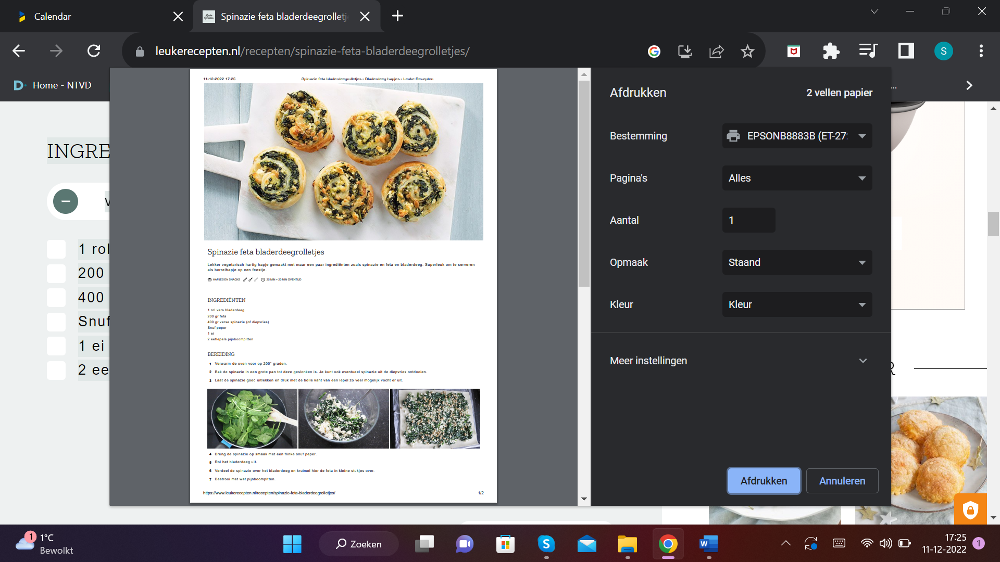 Calendar
Spinazie feta bladerdeegrolletj
leukerecepten.nl/recepten/spinazie-feta-bladerdeegrolletjes/
S
D Home - NTVD
...
INGRE
1 rol
200
400
Snuf
1 ei
2 ee
11-12-2022 17.25 Spinazie feta bladerdeegrolletjes - Bladerdeeg hapjes - Leuke Recepten
Spinazie feta bladerdeegrolletjes
Lekker vegetarisch hartig hapje gemaakt met maar een paar ingrediënten zoals spinazie en feta en bladerdeeg. Superleuk om te serveren
als borrelhapje op een feestje.
HAPJES EN SNACKS 25 MIN + 20 MIN OVENTIJD
INGREDIËNTEN
1 rol vers bladerdeeg
200 gr feta
400 gr verse spinazie (of diepvries)
Snuf peper
1 ei
2 eetlepels pijnboompitten
BEREIDING
1 Verwarm de oven voor op 200° graden.
2 Bak de spinazie in een grote pan tot deze geslonken is. Je kunt ook eventueel spinazie uit de diepvries ontdooien.
3 Laat de spinazie goed uitlekken en druk met de bolle kant van een lepel zo veel mogelijk vocht er uit.
4 Breng de spinazie op smaak met een flinke snuf peper.
5 Rol het bladerdeeg uit.
6 Verdeel de spinazie over het bladerdeeg en kruimel hier de feta in kleine stukjes over.
7 Bestrooi met wat pijnboompitten.
https://www.leukerecepten.nl/recepten/spinazie-feta-bladerdeegrolletjes/ 1/2
Afdrukken 2 vellen papier
Bestemming EPSONB8883B (ET-27
Pagina's Alles
Aantal 1
Opmaak Staand
Kleur Kleur
Meer instellingen
Afdrukken Annuleren
R
1 1°C
Bewolkt
Zoeken
S
W
17:25
11-12-2022
1